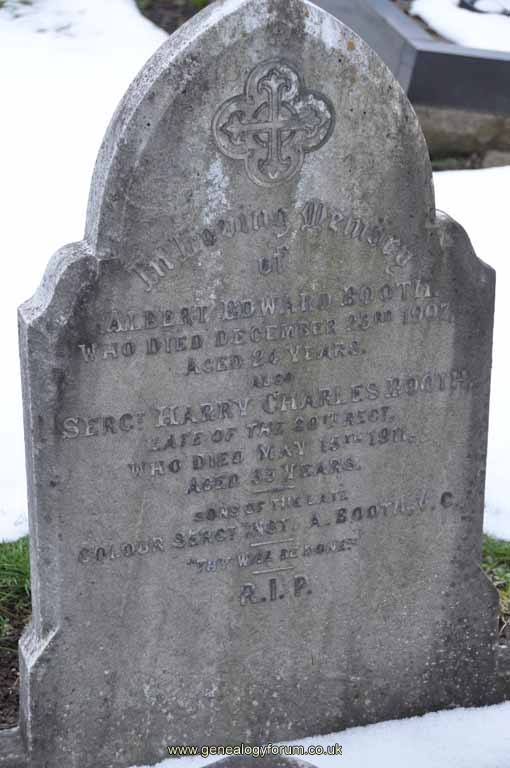 In Loving Memory
of
ALBERT EDWARD BOOTH.
WHO DIED DECEMBER 23RD 1907,
AGED 24 YEARS.
ALSO
SERGT HARRY CHARLES BOOTH,
LATE OF THE REGT.
WHO DIED MAY 15TH 1911.
AGED 33 YEARS.
SONS OF THE LATE
COLOUR SERGT INST. A. BOOTH, V.C.
"THY WILL BE DONE."
R.I.P.
www.genealogyforum.co.uk